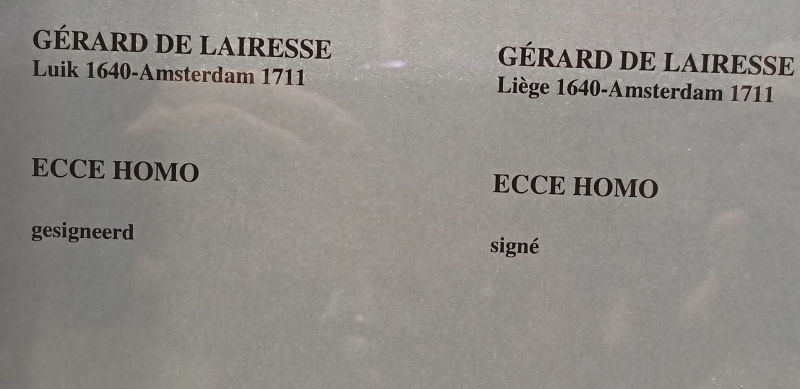 GÉRARD DE LAIRESSE
Luik 1640-Amsterdam 1711
ECCE HOMO
gesigneerd
GÉRARD DE LAIRESSE
Liège 1640-Amsterdam 1711
ECCE HOMO
signé